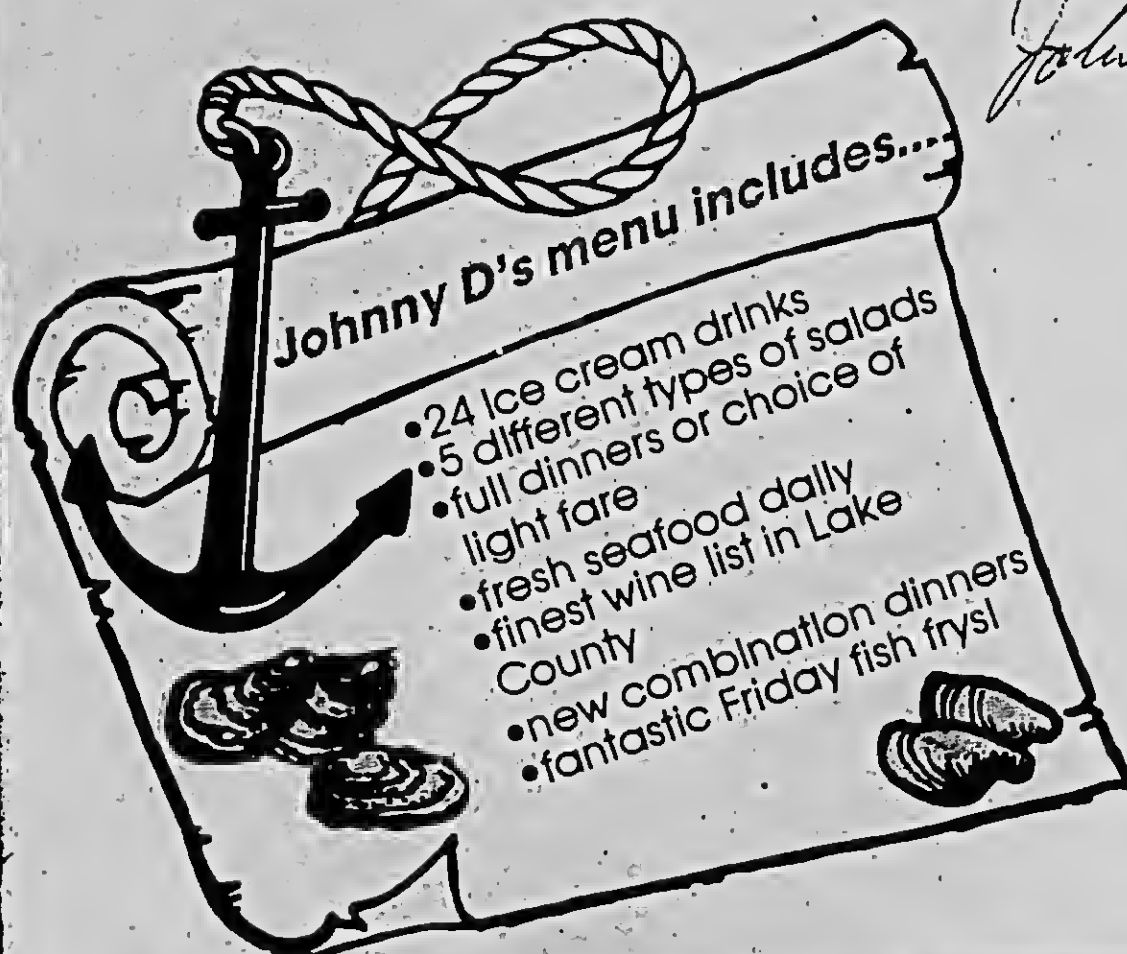 Johnny D's menu includes....
•24 Ice cream drinks
•5 different types of salads
•full dinners or choice of
light fare
•fresh seafood daily
•finest wine list in Lake
County
•new combination dinners
•fantastic Friday fish frys!